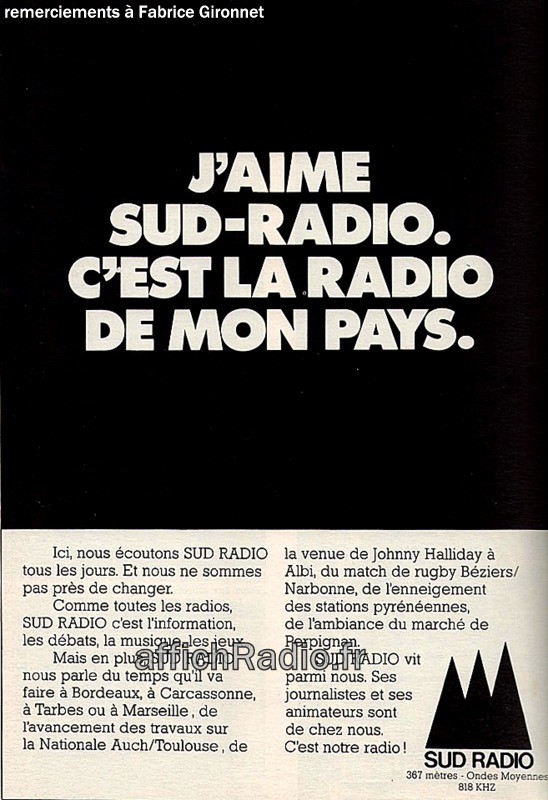 remerciements à Fabrice Gironnet
J'AIME
SUD-RADIO.
C'EST LA RADIO
DE MON PAYS.
Ici, nous écoutons SUD RADIO
tous les jours. Et nous ne sommes
pas près de changer.
Comme toutes les radios,
SUD RADIO c'est l'information,
les débats, la musique, les jeux.
Mais en plus, SUD RADIO
nous parle du temps qu'il va
faire à Bordeaux, à Carcassonne,
à Tarbes ou à Marseille, de
l'avancement des travaux sur
la Nationale Auch/Toulouse, de
la venue de Johnny Halliday à
Albi, du match de rugby Béziers/
Narbonne, de l'enneigement
des stations pyrénéennes,
de l'ambiance du marché de
Perpignan.
SUD RADIO vit
parmi nous. Ses
journalistes et ses
animateurs sont
de chez nous.
C'est notre radio!
affichRadio.fr
SUD RADIO
367 mètres - Ondes Moyennes
818 KHZ